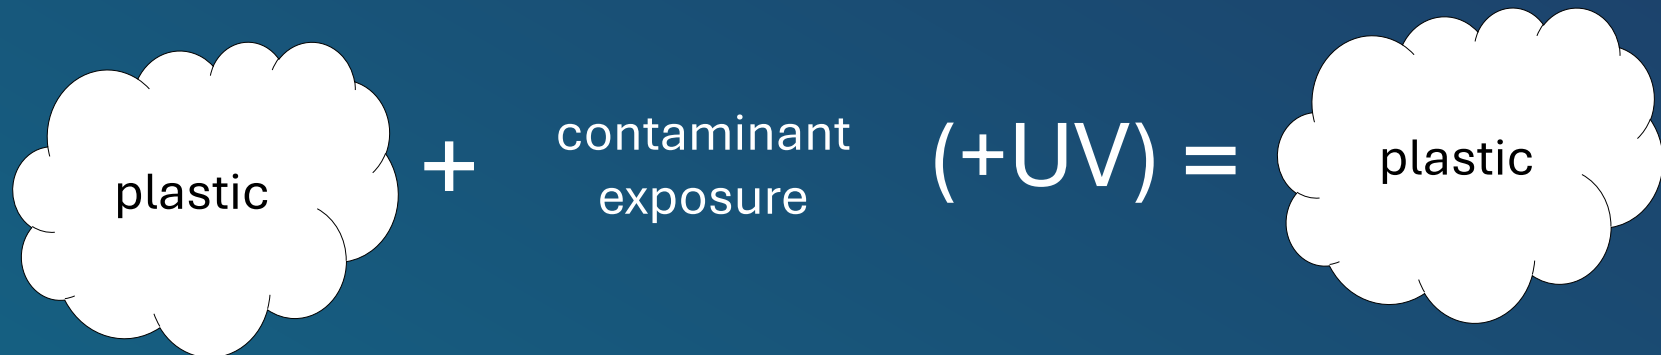 plastic
+
contaminant
exposure
(+UV) =
plastic